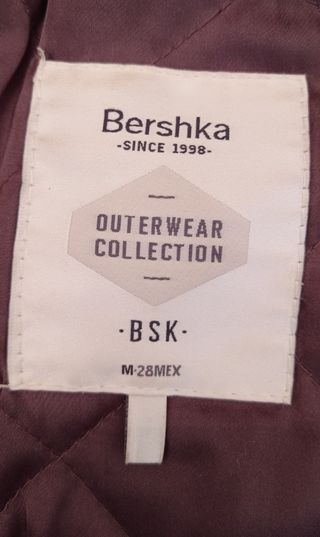 Bershka
-SINCE 1998-
OUTERWEAR
COLLECTION
·BSK·
M·28MEX